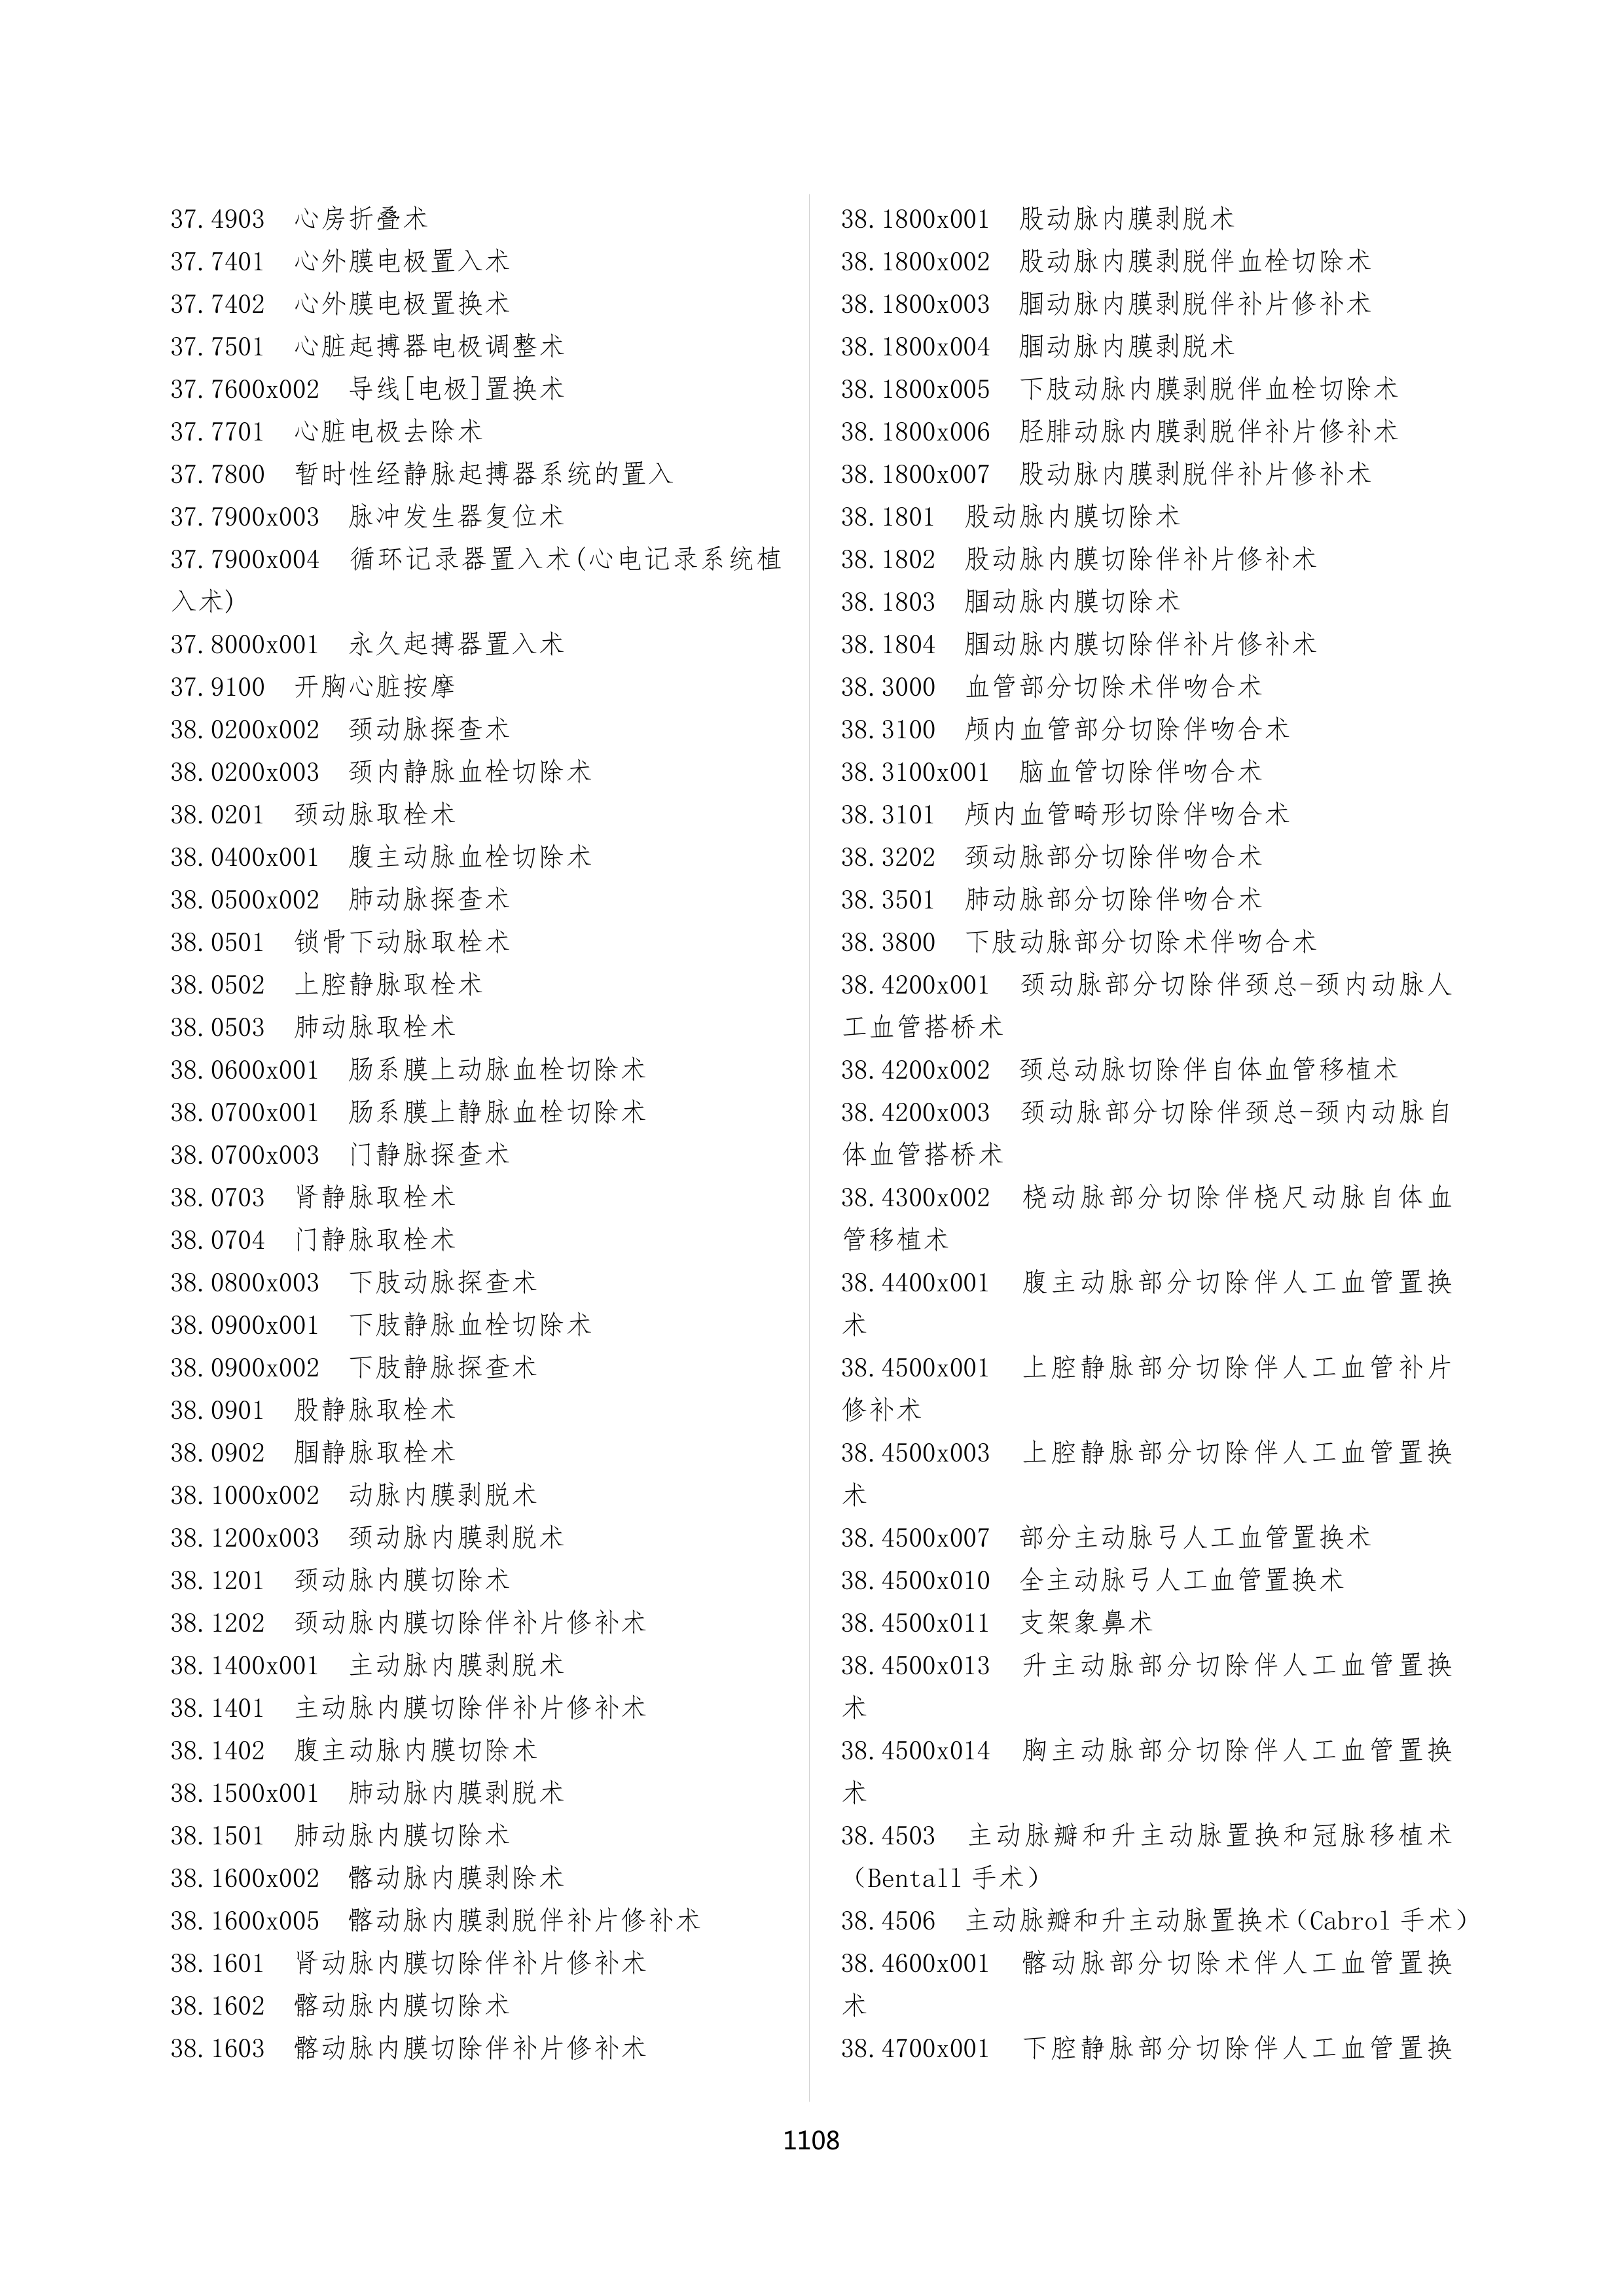 37.4903 心房折叠术
37.7401 心外膜电极置入术
37.7402 心外膜电极置换术
37.7501 心脏起搏器电极调整术
37.7600x002 导线[电极]置换术
37.7701 心脏电极去除术
37.7800 暂时性经静脉起搏器系统的置入
37.7900x003 脉冲发生器复位术
37.7900x004 循环记录器置入术(心电记录系统植
入术)
37.8000x001 永久起搏器置入术
37.9100 开胸心脏按摩
38.0200x002 颈动脉探查术
38.0200x003 颈内静脉血栓切除术
38.0201 颈动脉取栓术
38.0400x001 腹主动脉血栓切除术
38.0500x002 肺动脉探查术
38.0501 锁骨下动脉取栓术
38.0502 上腔静脉取栓术
38.0503 肺动脉取栓术
38.0600x001 肠系膜上动脉血栓切除术
38.0700x001 肠系膜上静脉血栓切除术
38.0700x003 门静脉探查术
38.0703 肾静脉取栓术
38.0704 门静脉取栓术
38.0800x003 下肢动脉探查术
38.0900x001 下肢静脉血栓切除术
38.0900x002 下肢静脉探查术
38.0901 股静脉取栓术
38.0902 腘静脉取栓术
38.1000x002 动脉内膜剥脱术
38.1200x003 颈动脉内膜剥脱术
38.1201 颈动脉内膜切除术
38.1202 颈动脉内膜切除伴补片修补术
38.1400x001 主动脉内膜剥脱术
38.1401 主动脉内膜切除伴补片修补术
38.1402 腹主动脉内膜切除术
38.1500x001 肺动脉内膜剥脱术
38.1501 肺动脉内膜切除术
38.1600x002 髂动脉内膜剥除术
38.1600x005 髂动脉内膜剥脱伴补片修补术
38.1601 肾动脉内膜切除伴补片修补术
38.1602 髂动脉内膜切除术
38.1603 髂动脉内膜切除伴补片修补术
38.1800x001 股动脉内膜剥脱术
38.1800x002 股动脉内膜剥脱伴血栓切除术
38.1800x003 腘动脉内膜剥脱伴补片修补术
38.1800x004 腘动脉内膜剥脱术
38.1800x005 下肢动脉内膜剥脱伴血栓切除术
38.1800x006 胫腓动脉内膜剥脱伴补片修补术
38.1800x007 股动脉内膜剥脱伴补片修补术
38.1801 股动脉内膜切除术
38.1802 股动脉内膜切除伴补片修补术
38.1803 腘动脉内膜切除术
38.1804 腘动脉内膜切除伴补片修补术
38.3000 血管部分切除术伴吻合术
38.3100 颅内血管部分切除伴吻合术
38.3100x001 脑血管切除伴吻合术
38.3101 颅内血管畸形切除伴吻合术
38.3202 颈动脉部分切除伴吻合术
38.3501 肺动脉部分切除伴吻合术
38.3800 下肢动脉部分切除术伴吻合术
38.4200x001 颈动脉部分切除伴颈总-颈内动脉人
工血管搭桥术
38.4200x002 颈总动脉切除伴自体血管移植术
38.4200x003 颈动脉部分切除伴颈总-颈内动脉自
体血管搭桥术
38.4300x002 桡动脉部分切除伴桡尺动脉自体血
管移植术
38.4400x001 腹主动脉部分切除伴人工血管置换
术
38.4500x001 上腔静脉部分切除伴人工血管补片
修补术
38.4500x003 上腔静脉部分切除伴人工血管置换
术
38.4500x007 部分主动脉弓人工血管置换术
38.4500x010 全主动脉弓人工血管置换术
38.4500x011 支架象鼻术
38.4500x013 升主动脉部分切除伴人工血管置换
术
38.4500x014 胸主动脉部分切除伴人工血管置换
术
38.4503 主动脉瓣和升主动脉置换和冠脉移植术
（Bentall 手术）
38.4506 主动脉瓣和升主动脉置换术（Cabrol 手术）
38.4600x001 髂动脉部分切除术伴人工血管置换
术
38.4700x001 下腔静脉部分切除伴人工血管置换
1108